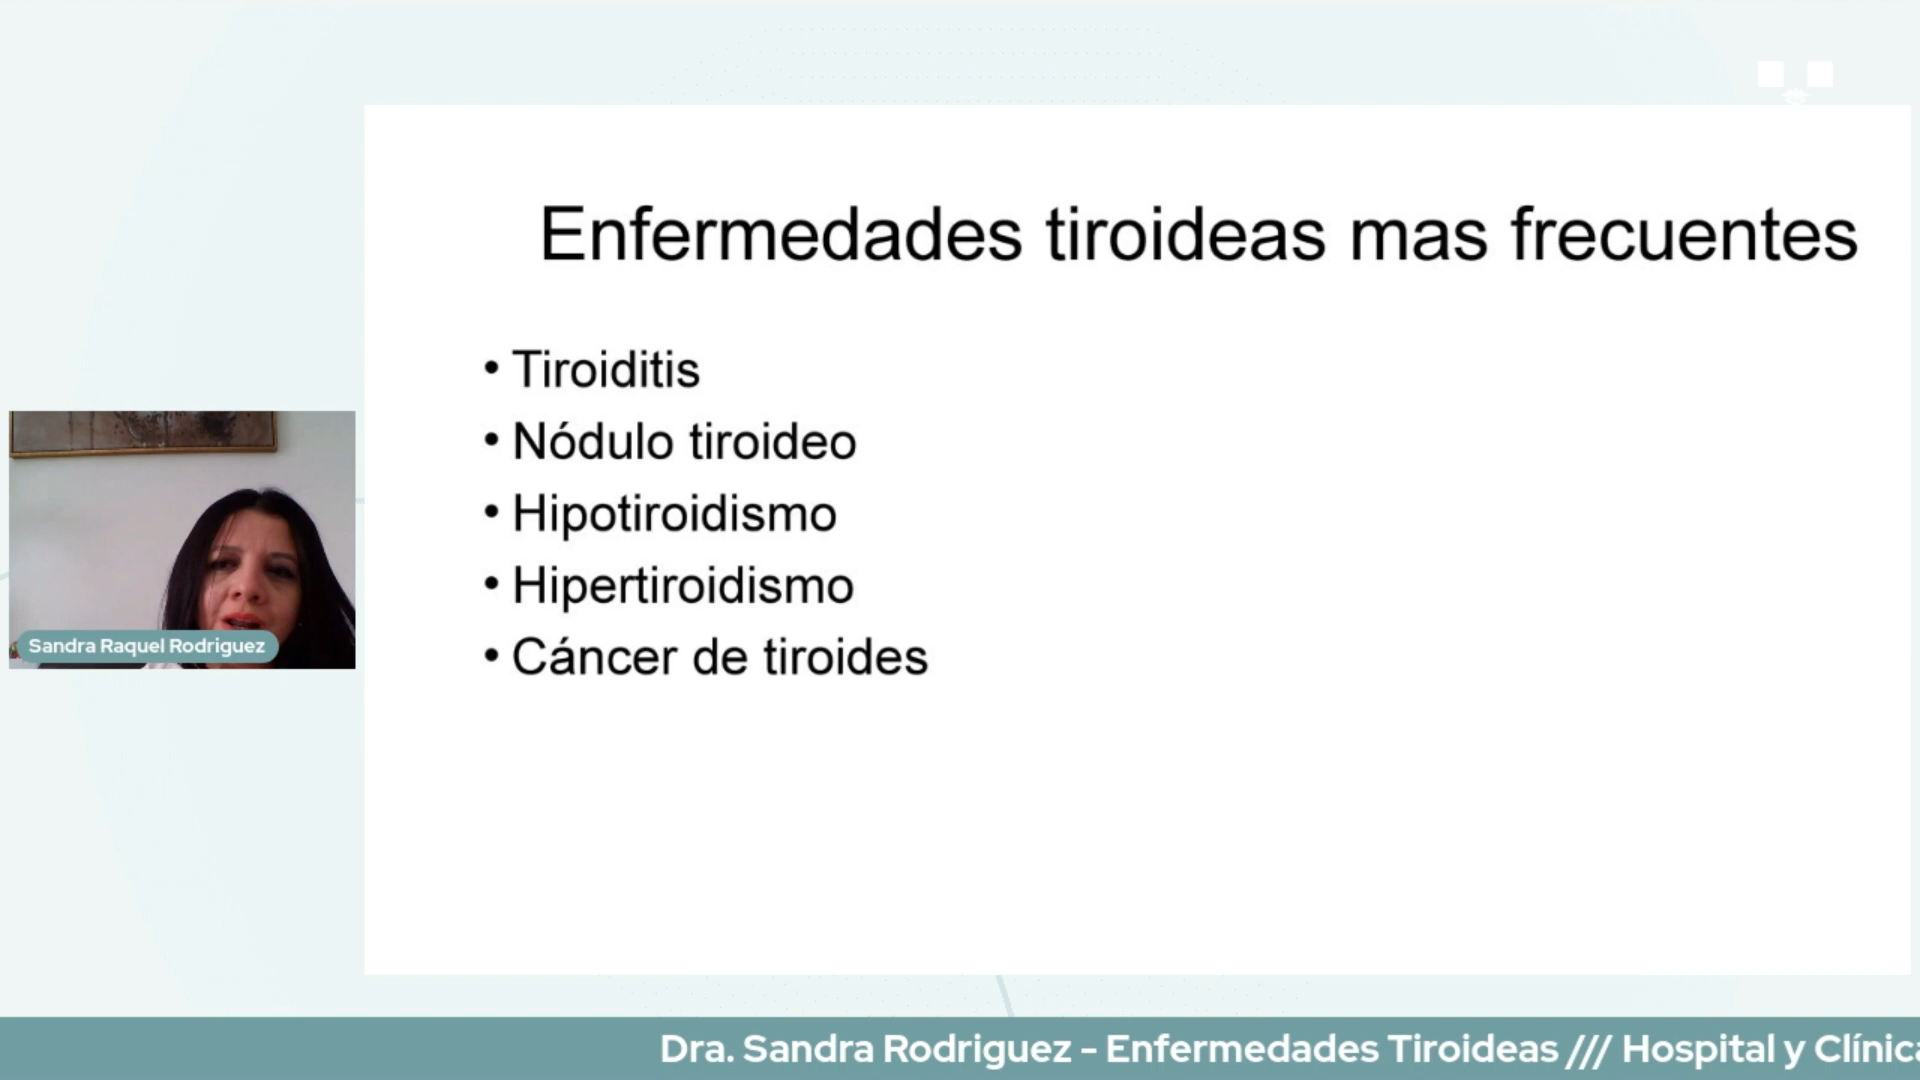 Enfermedades tiroideas mas frecuentes
• Tiroiditis
• Nódulo tiroideo
• Hipotiroidismo
• Hipertiroidismo
• Cáncer de tiroides
Sandra Raquel Rodriguez
Dra. Sandra Rodriguez - Enfermedades Tiroideas /// Hospital y